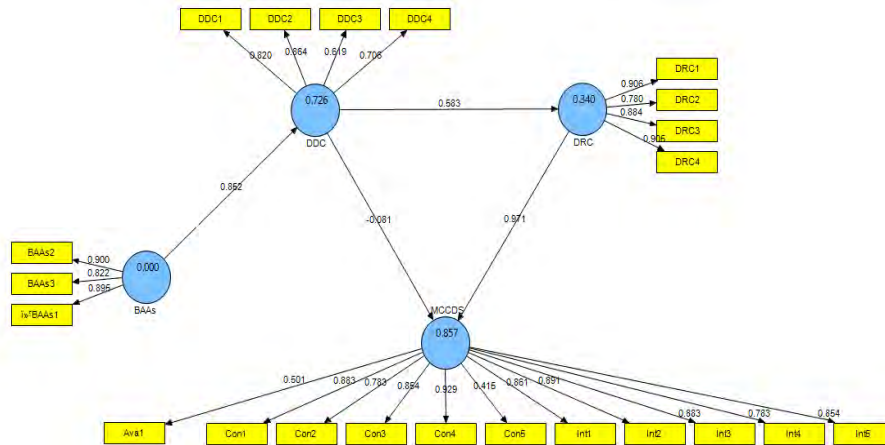 DDC1 DDC2 DDC3 DDC4
0.820 0.864 0.619 0.706
0.726
DDC
0.583
0.340
DRC
DRC1
0.906
DRC2
0.780
DRC3
0.884
DRC4
0.905
0.852
-0.081
0.971
BAAs2
0.900
BAAs3
0.822
BAAs1
0.895
0.000
BAAs
MCCDS
0.857
0.501 0.883 0.783 0.854 0.929 0.415 0.861 0.891 0.883 0.783 0.854
Ava1 Con1 Con2 Con3 Con4 Con5 Int1 Int2 Int3 Int4 Int5